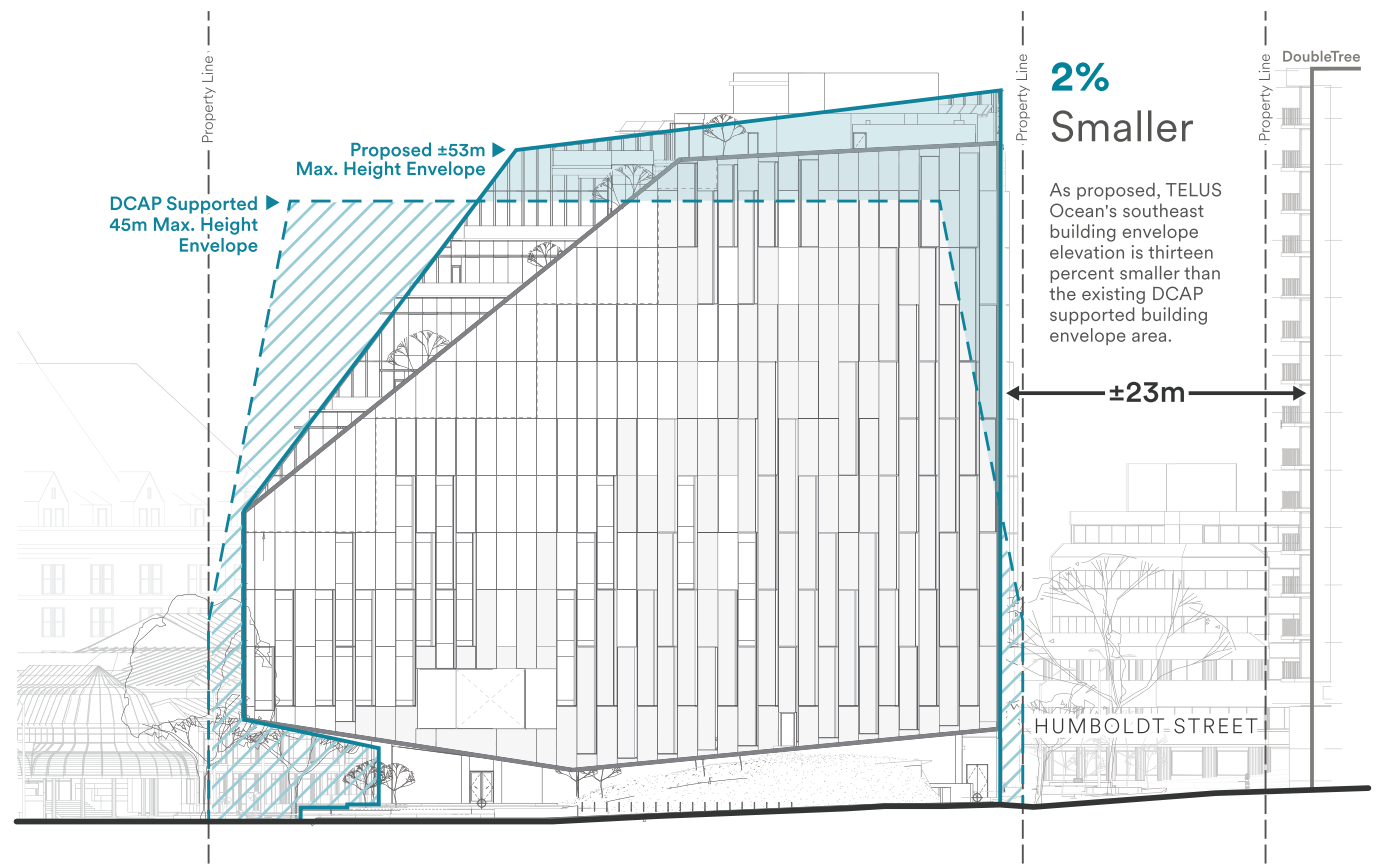 Property Line
Property Line
Property Line
DoubleTree
2%
Smaller
Proposed ±53m
Max. Height Envelope
DCAP Supported
45m Max. Height
Envelope
As proposed, TELUS
Ocean's southeast
building envelope
elevation is thirteen
percent smaller than
the existing DCAP
supported building
envelope area.
±23m
HUMBOLDT STREET